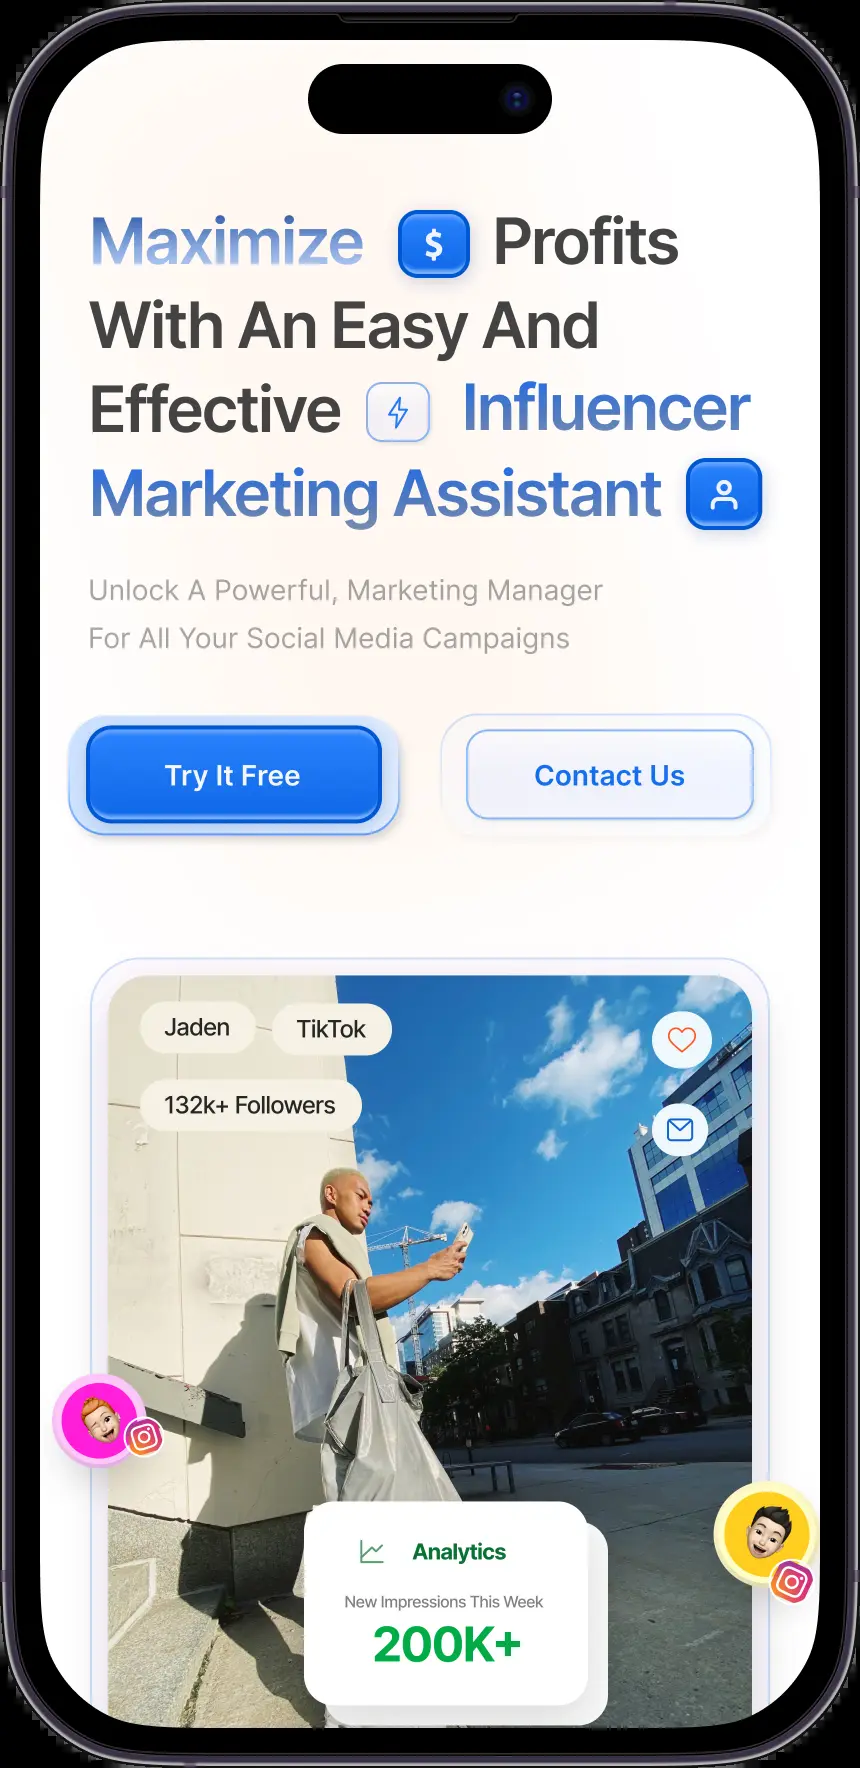 Maximize $ Profits
With An Easy And
Effective Influencer
Marketing Assistant
Unlock A Powerful, Marketing Manager
For All Your Social Media Campaigns
Try It Free
Contact Us
Jaden
TikTok
132k+ Followers
Analytics
New Impressions This Week
200K+